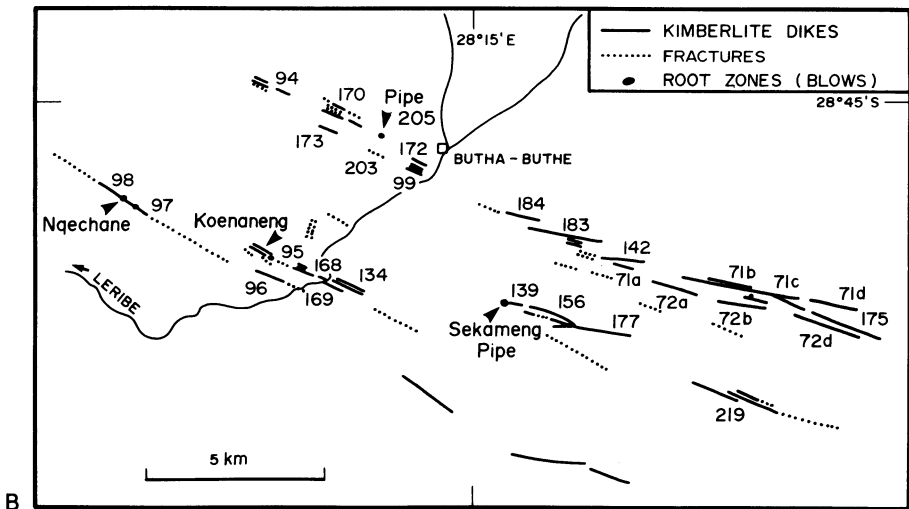 28°15'E
KIMBERLITE DIKES
FRACTURES
ROOT ZONES (BLOWS)
28°45'S
94
170
Pipe
205
173
172
BUTHA-BUTHE
203
99
98
97
Nqechane
Koenaneng
184
183
95
142
168
134
71b
71c
LERIBE
96
169
139
156
71a
72a
71d
72b
175
Sekameng
Pipe
177
72d
219
5 km
B